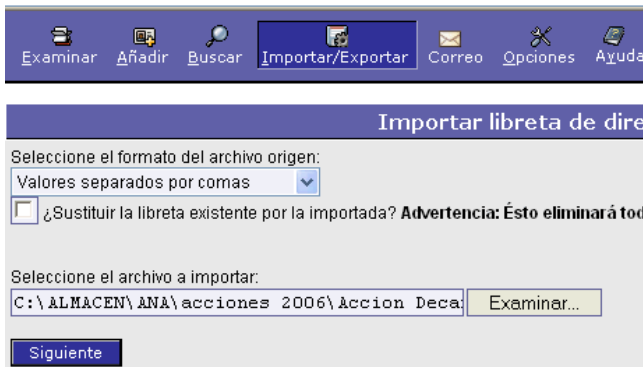 Examinar Añadir Buscar Importar/Exportar Correo Opciones Ayuda
Importar libreta de dire
Seleccione el formato del archivo origen:
Valores separados por comas
¿Sustituir la libreta existente por la importada? Advertencia: Ésto eliminará tod
Seleccione el archivo a importar:
C:\ALMACEN\ANA\acciones 2006\Accion Deca Examinar...
Siguiente